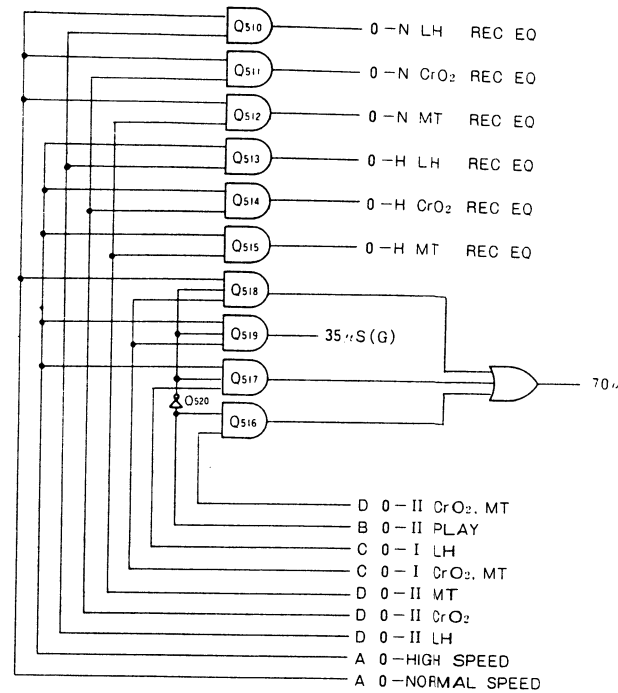 Q510 0-N LH REC EQ
Q511 0-N CrO2 REC EQ
Q512 0-N MT REC EQ
Q513 0-H LH REC EQ
Q514 0-H CrO2 REC EQ
Q515 0-H MT REC EQ
Q518
Q519 35μS(G)
Q517 70μ
Q520
Q516
D 0-II CrO2, MT
B 0-II PLAY
C 0-I LH
C 0-I CrO2, MT
D 0-II MT
D 0-II CrO2
D 0-II LH
A 0-HIGH SPEED
A 0-NORMAL SPEED